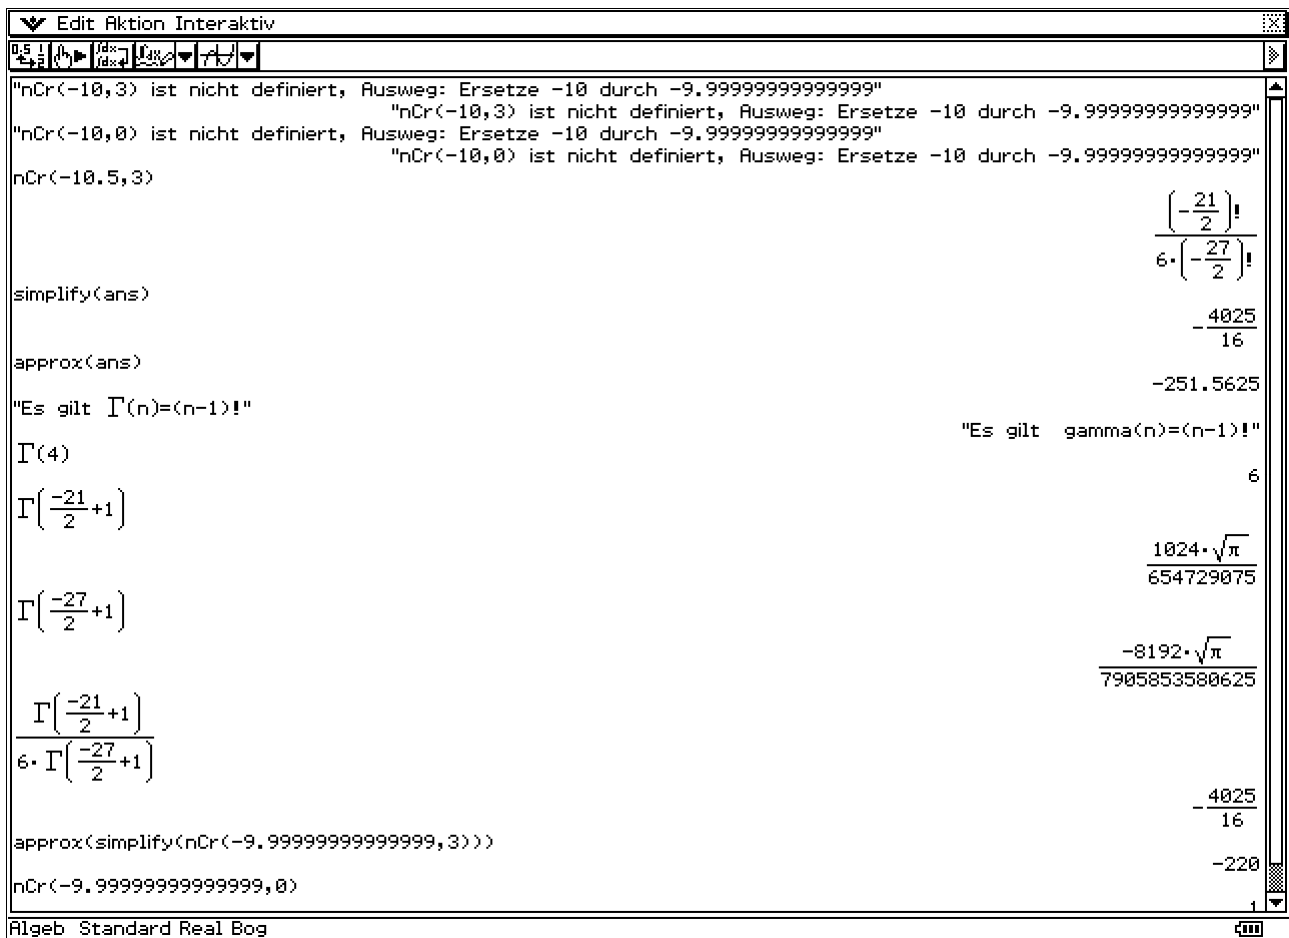 Edit Aktion Interaktiv
"nCr(-10,3) ist nicht definiert, Ausweg: Ersetze -10 durch -9.99999999999999"
"nCr(-10,3) ist nicht definiert, Ausweg: Ersetze -10 durch -9.99999999999999"
"nCr(-10,0) ist nicht definiert, Ausweg: Ersetze -10 durch -9.99999999999999"
"nCr(-10,0) ist nicht definiert, Ausweg: Ersetze -10 durch -9.99999999999999"
nCr(-10.5,3)
(-21/2)!
6·(-27/2)!
simplify(ans)
-4025/16
approx(ans)
-251.5625
"Es gilt Γ(n)=(n-1)!"
"Es gilt gamma(n)=(n-1)!"
Γ(4)
6
Γ(-21/2+1)
1024·√π
654729075
Γ(-27/2+1)
-8192·√π
7905853580625
Γ(-21/2+1)
6·Γ(-27/2+1)
-4025/16
approx(simplify(nCr(-9.99999999999999,3)))
-220
nCr(-9.99999999999999,0)
1
Algeb Standard Real Bog